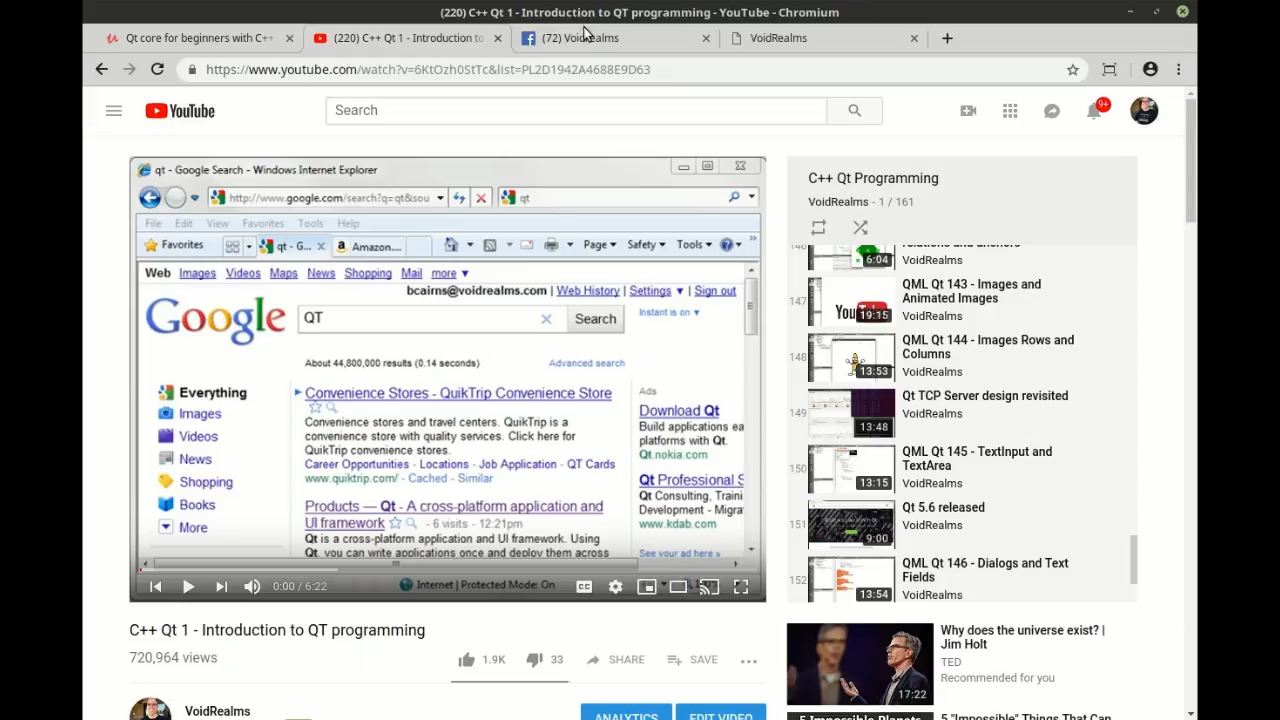 (220) C++ Qt 1 - Introduction to QT programming - YouTube - Chromium
Qt core for beginners with C++
(220) C++ Qt 1 - Introduction to
(72) VoidRealms
VoidRealms
https://www.youtube.com/watch?v=6KtOzh0StTc&list=PL2D1942A4688E9D63
YouTube
Search
9+
qt - Google Search - Windows Internet Explorer
http://www.google.com/search?q=qt&sou
qt
File Edit View Favorites Tools Help
Favorites
qt - G...
Amazon....
Page
Safety
Tools
Web Images Videos Maps News Shopping Mail more
bcairns@voidrealms.com | Web History | Settings | Sign out
Google
QT
Search
Instant is on
About 44,800,000 results (0.14 seconds)
Advanced search
Everything
Images
Videos
News
Shopping
Books
More
Convenience Stores - QuikTrip Convenience Store
Convenience stores and travel centers. QuikTrip is a
convenience store with quality services. Click here for
QuikTrip convenience stores.
Career Opportunities - Locations - Job Application - QT Cards
www.quiktrip.com/ - Cached - Similar
Products — Qt - A cross-platform application and
UI framework - 6 visits - 12:21pm
Qt is a cross-platform application and UI framework. Using
Qt, you can write applications once and deploy them across
Ads
Download Qt
Build applications ea
platforms with Qt.
Qt.nokia.com
Qt Professional S
Qt Consulting, Traini
Development - Migra
www.kdab.com
See your ad here »
Internet | Protected Mode: On
0:00 / 6:22
CC
C++ Qt Programming
VoidRealms - 1 / 161
6:04
VoidRealms
147
19:15
QML Qt 143 - Images and
Animated Images
VoidRealms
148
13:53
QML Qt 144 - Images Rows and
Columns
VoidRealms
149
13:48
Qt TCP Server design revisited
VoidRealms
150
13:15
QML Qt 145 - TextInput and
TextArea
VoidRealms
151
9:00
Qt 5.6 released
VoidRealms
152
13:54
QML Qt 146 - Dialogs and Text
Fields
VoidRealms
C++ Qt 1 - Introduction to QT programming
720,964 views
1.9K
33
SHARE
SAVE
VoidRealms
ANALYTICS
EDIT VIDEO
17:22
Why does the universe exist? |
Jim Holt
TED
Recommended for you
5 "Impossible" Things That Can